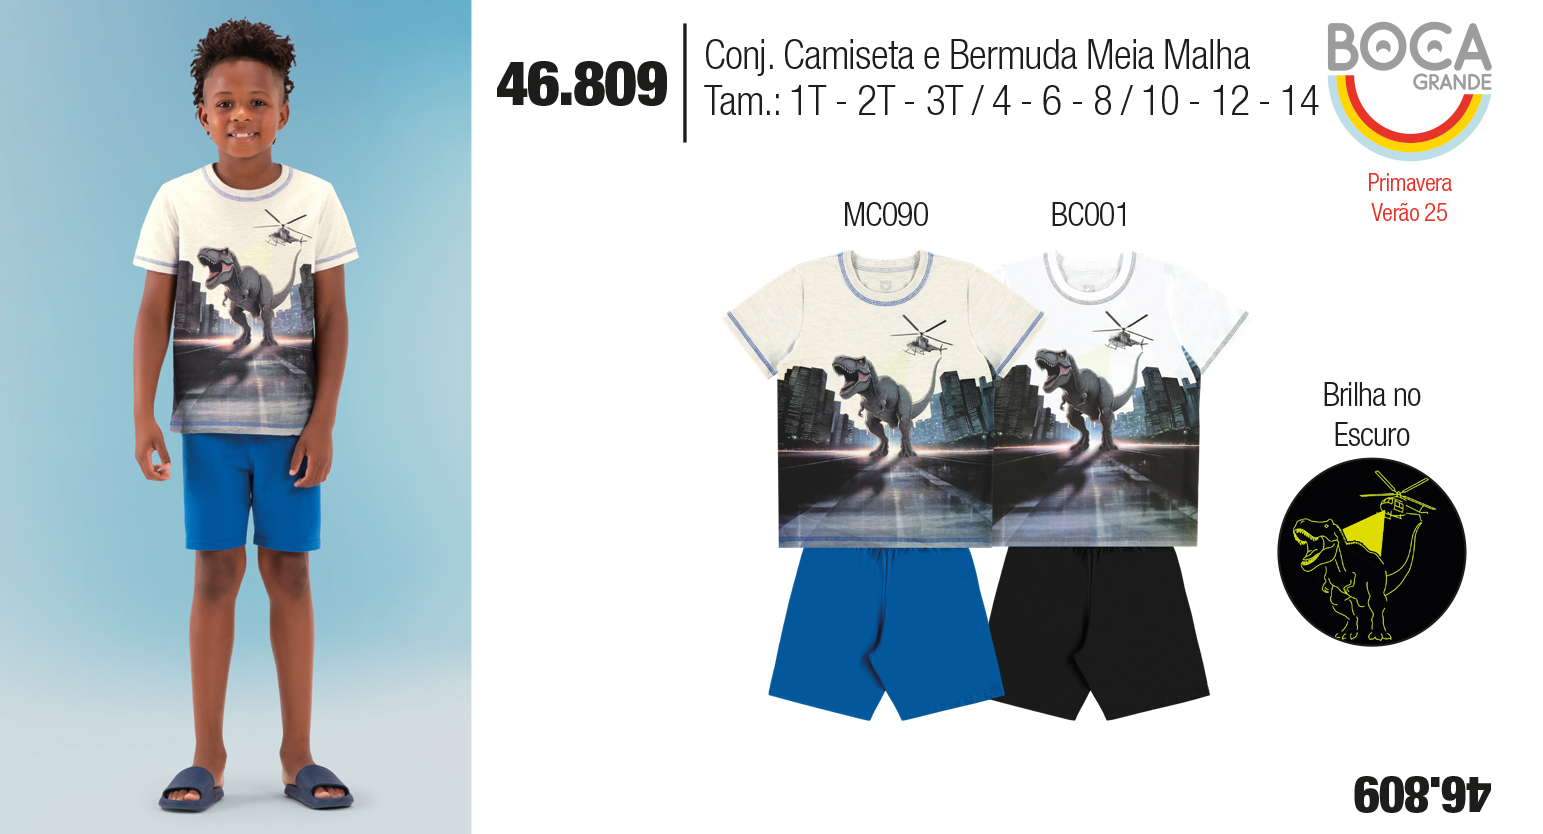 46.809
Conj. Camiseta e Bermuda Meia Malha
Tam.: 1T - 2T - 3T / 4 - 6 - 8 / 10 - 12 - 14
BOCA
GRANDE
Primavera
Verão 25
MC090
BC001
Brilha no
Escuro
46.809